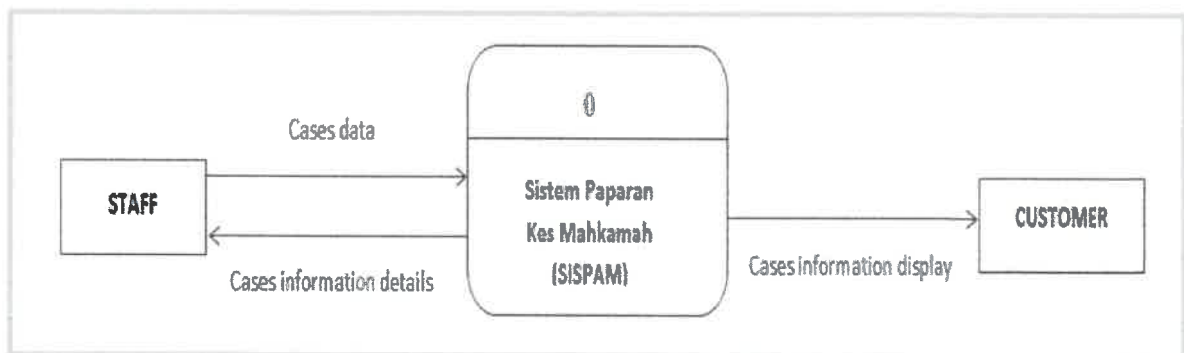 0
Cases data
STAFF
Sistem Paparan
Kes Mahkamah
(SISPAM)
CUSTOMER
Cases information details
Cases information display